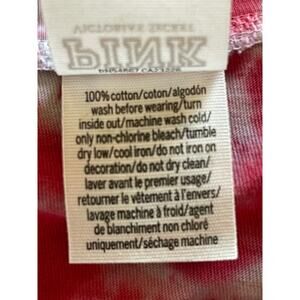 VICTORIA'S SECRET
PINK
RN54867 CA23226
100% cotton/coton/algodón
wash before wearing/turn
inside out/machine wash cold/
only non-chlorine bleach/tumble
dry low/cool iron/do not iron on
decoration/do not dry clean/
laver avant le premier usage/
retourner le vêtement à l'envers/
lavage machine à froid/agent
de blanchiment non chloré
uniquement/séchage machine